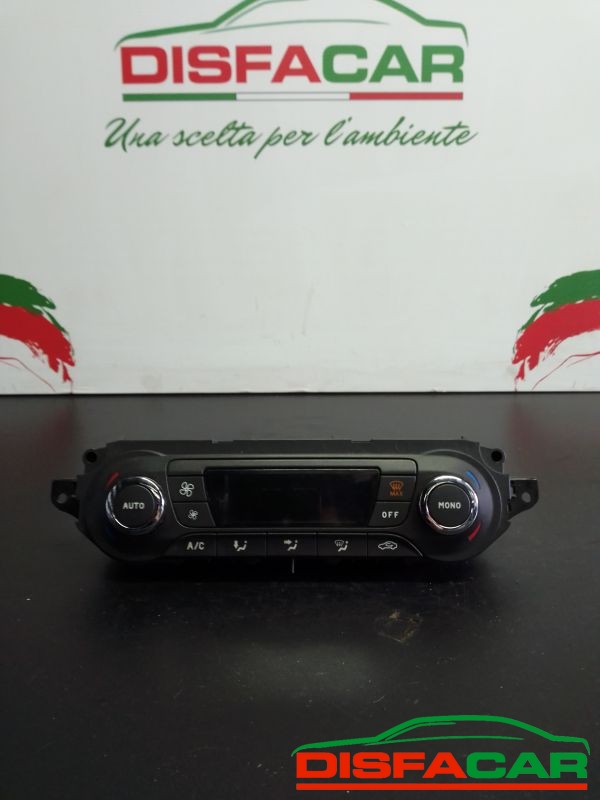 DISFACAR
Una scelta per l'ambiente
AUTO
MAX
MONO
OFF
A/C
DISFACAR